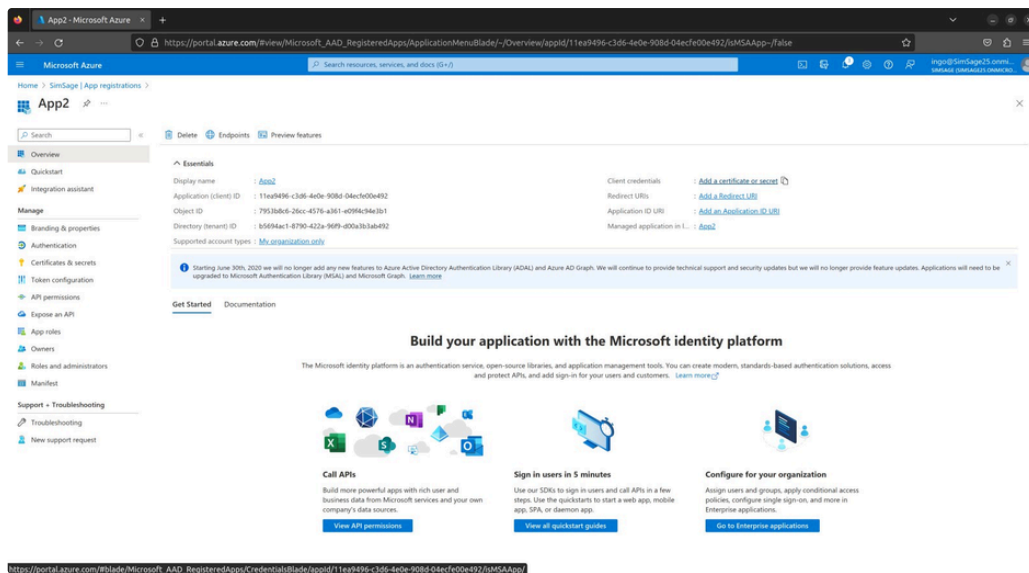 App2 - Microsoft Azure
https://portal.azure.com/#view/Microsoft_AAD_RegisteredApps/ApplicationMenuBlade/~/Overview/appId/11ea9496-c3d6-4e0e-908d-04ecfe00e492/isMSAApp~/false
Microsoft Azure
Search resources, services, and docs (G+/)
1
ingo@SimSage25.onmi...
SIMSAGE (SIMSAGE25.ONMICRO...
Home > SimSage | App registrations >
App2
Search
Delete
Endpoints
Preview features
Overview
Quickstart
Integration assistant
Manage
Branding & properties
Authentication
Certificates & secrets
Token configuration
API permissions
Expose an API
App roles
Owners
Roles and administrators
Manifest
Support + Troubleshooting
Troubleshooting
New support request
Essentials
Display name : App2
Application (client) ID : 11ea9496-c3d6-4e0e-908d-04ecfe00e492
Object ID : 7953b8c6-26cc-4576-a361-e09f4c94e3b1
Directory (tenant) ID : b5694ac1-8790-422a-96f9-d00a3b3ab492
Supported account types : My organization only
Client credentials : Add a certificate or secret
Redirect URIs : Add a Redirect URI
Application ID URI : Add an Application ID URI
Managed application in l... : App2
Starting June 30th, 2020 we will no longer add any new features to Azure Active Directory Authentication Library (ADAL) and Azure AD Graph. We will continue to provide technical support and security updates but we will no longer provide feature updates. Applications will need to be
upgraded to Microsoft Authentication Library (MSAL) and Microsoft Graph. Learn more
Get Started
Documentation
Build your application with the Microsoft identity platform
The Microsoft identity platform is an authentication service, open-source libraries, and application management tools. You can create modern, standards-based authentication solutions, access
and protect APIs, and add sign-in for your users and customers. Learn more
Call APIs
Build more powerful apps with rich user and
business data from Microsoft services and your own
company's data sources.
View API permissions
Sign in users in 5 minutes
Use our SDKs to sign in users and call APIs in a few
steps. Use the quickstarts to start a web app, mobile
app, SPA, or daemon app.
View all quickstart guides
Configure for your organization
Assign users and groups, apply conditional access
policies, configure single sign-on, and more in
Enterprise applications.
Go to Enterprise applications
https://portal.azure.com/#blade/Microsoft_AAD_RegisteredApps/CredentialsBlade/appId/11ea9496-c3d6-4e0e-908d-04ecfe00e492/isMSAApp/